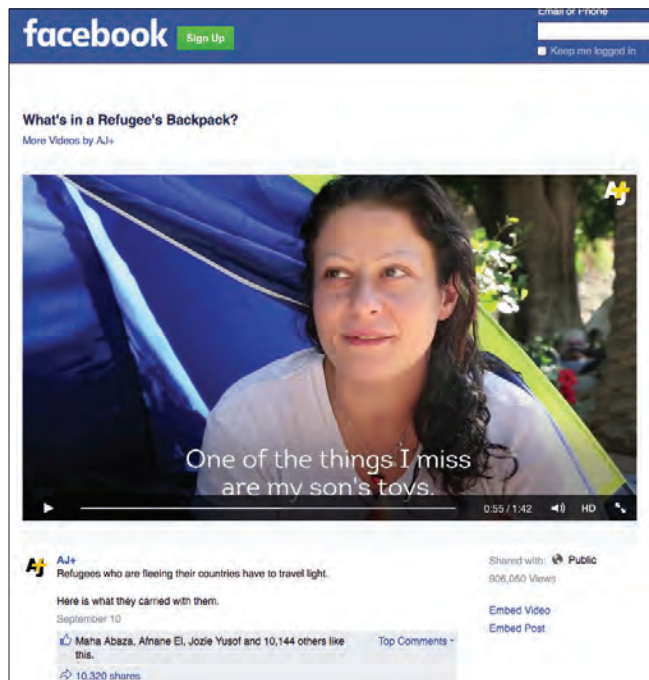 Email or Phone
facebook
Sign Up
Keep me logged in
What's in a Refugee's Backpack?
More Videos by AJ+
AJ+
One of the things I miss
are my son's toys.
0:55 / 1:42
HD
AJ+
AJ+
Refugees who are fleeing their countries have to travel light.
Here is what they carried with them.
September 10
Maha Abaza, Afnane El, Jozie Yusof and 10,144 others like
this.
Top Comments
10,320 shares
Shared with: Public
906,050 Views
Embed Video
Embed Post